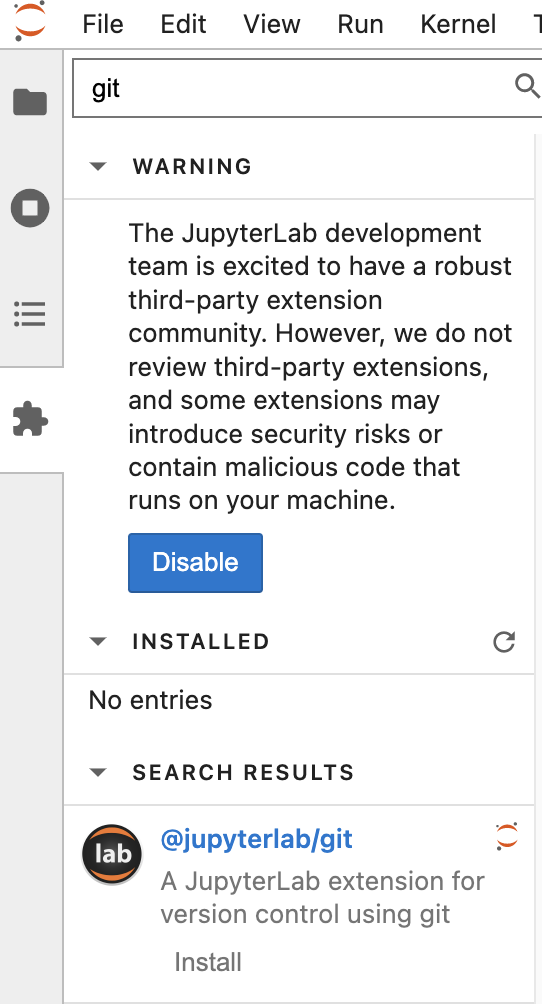 File Edit View Run Kernel
git
WARNING
The JupyterLab development
team is excited to have a robust
third-party extension
community. However, we do not
review third-party extensions,
and some extensions may
introduce security risks or
contain malicious code that
runs on your machine.
Disable
INSTALLED
No entries
SEARCH RESULTS
lab
@jupyterlab/git
A JupyterLab extension for
version control using git
Install